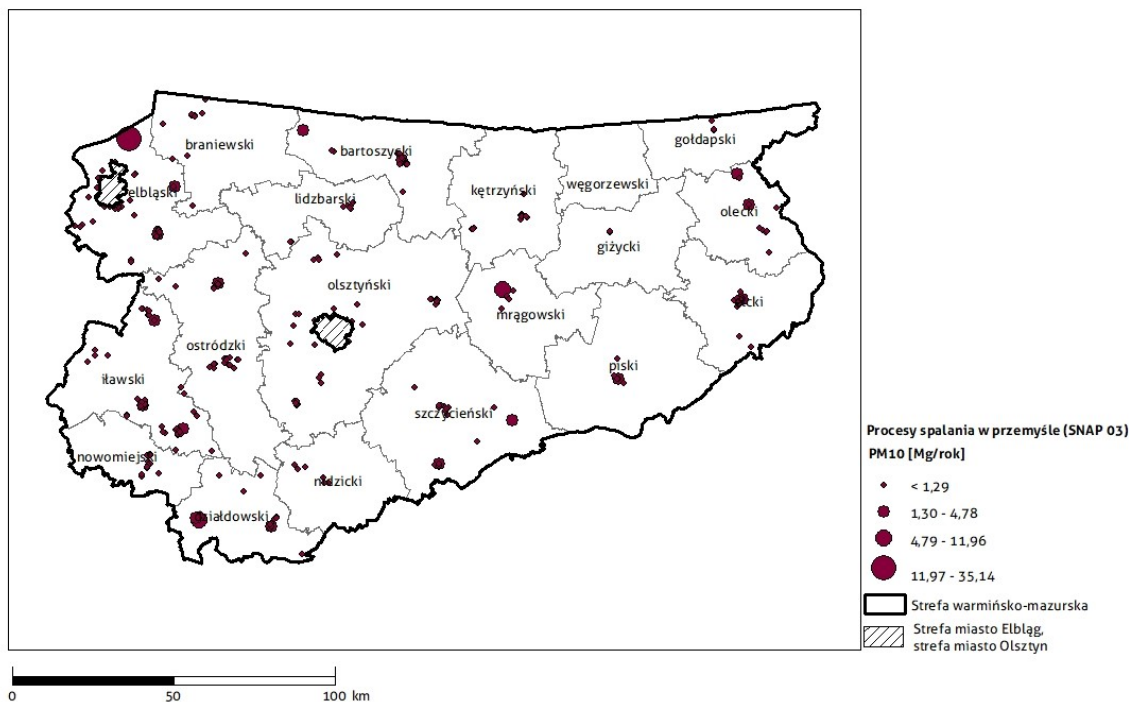 braniewski
gołdapski
bartoszycki
kętrzyński
węgorzewski
elbląski
lidzbarski
olecki
giżycki
olsztyński
ełcki
mrągowski
ostródzki
piski
iławski
szczycieński
nowomiejski
nidzicki
działdowski
Procesy spalania w przemyśle (SNAP 03)
PM10 [Mg/rok]
< 1,29
1,30 - 4,78
4,79 - 11,96
11,97 - 35,14
Strefa warmińsko-mazurska
Strefa miasto Elbląg,
strefa miasto Olsztyn
0 50 100 km